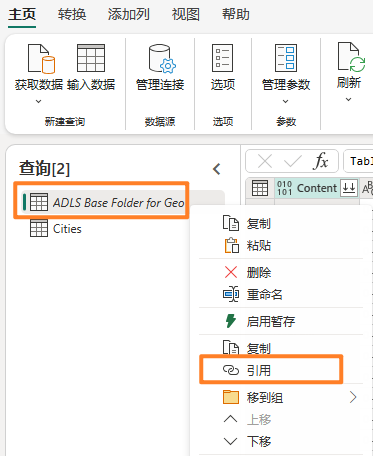 主页 转换 添加列 视图 帮助
获取数据 输入数据 管理连接 选项 管理参数 刷新
新建查询 数据源 选项 参数
查询[2]
fx Tabl
ADLS Base Folder for Geo
010 101 Content
Cities
复制
粘贴
删除
重命名
启用暂存
复制
引用
移到组
上移
下移